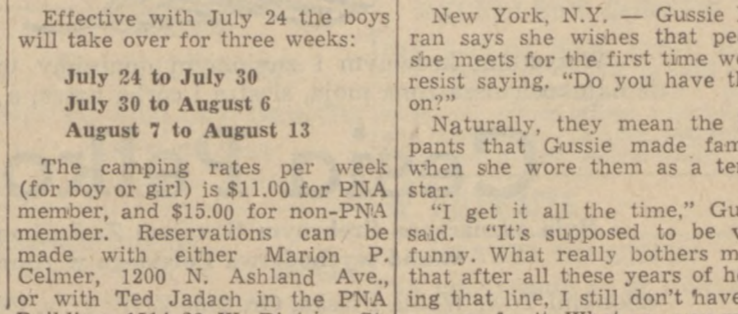 Effective with July 24 the boys
will take over for three weeks:
July 24 to July 30
July 30 to August 6
August 7 to August 13
The camping rates per week
(for boy or girl) is $11.00 for PNA
member, and $15.00 for non-PNA
member. Reservations can be
made with either Marion P.
Celmer, 1200 N. Ashland Ave.,
or with Ted Jadach in the PNA
New York, N.Y. — Gussie
ran says she wishes that
she meets for the first time
resist saying. "Do you have
on?"
Naturally, they mean the
pants that Gussie made
when she wore them as a
star.
"I get it all the time,"
said. "It's supposed to be
funny. What really bothers
that after all these years of
ing that line, I still don't have